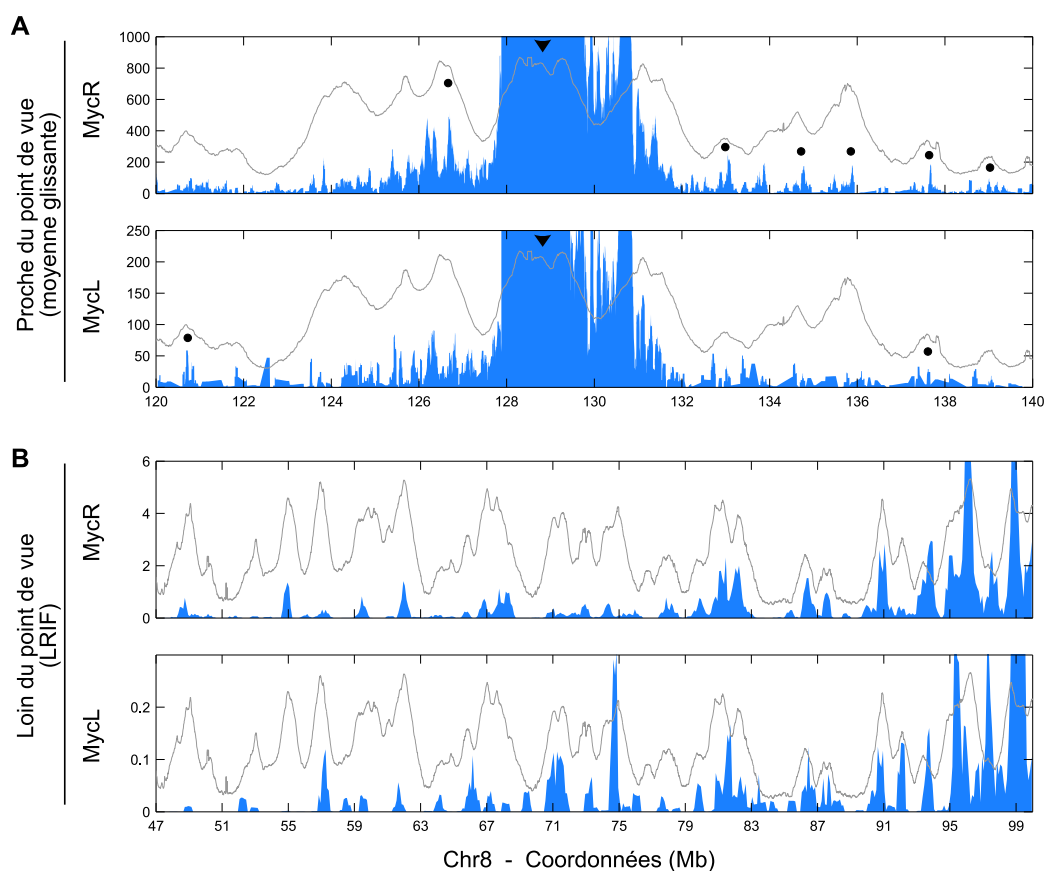 A
Proche du point de vue
(moyenne glissante)
MycR
1000
800
600
400
200
0
MycL
250
200
150
100
50
0
120 122 124 126 128 130 132 134 136 138 140
B
Loin du point de vue
(LRIF)
MycR
6
4
2
0
MycL
0,2
0.1
0
47 51 55 59 63 67 71 75 79 83 87 91 95 99
Chr8 - Coordonnées (Mb)